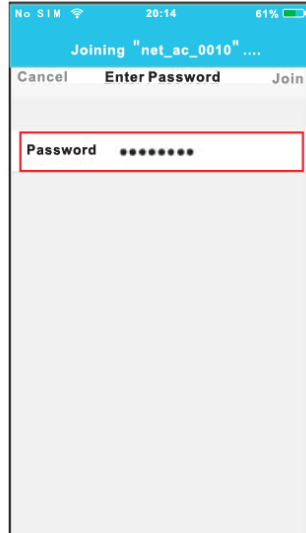 No SIM 20:14 61%
Joining "net_ac_0010"....
Cancel Enter Password Join
Password ••••••••